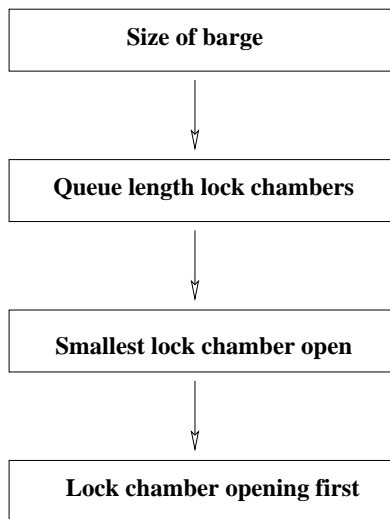 Size of barge
Queue length lock chambers
Smallest lock chamber open
Lock chamber opening first